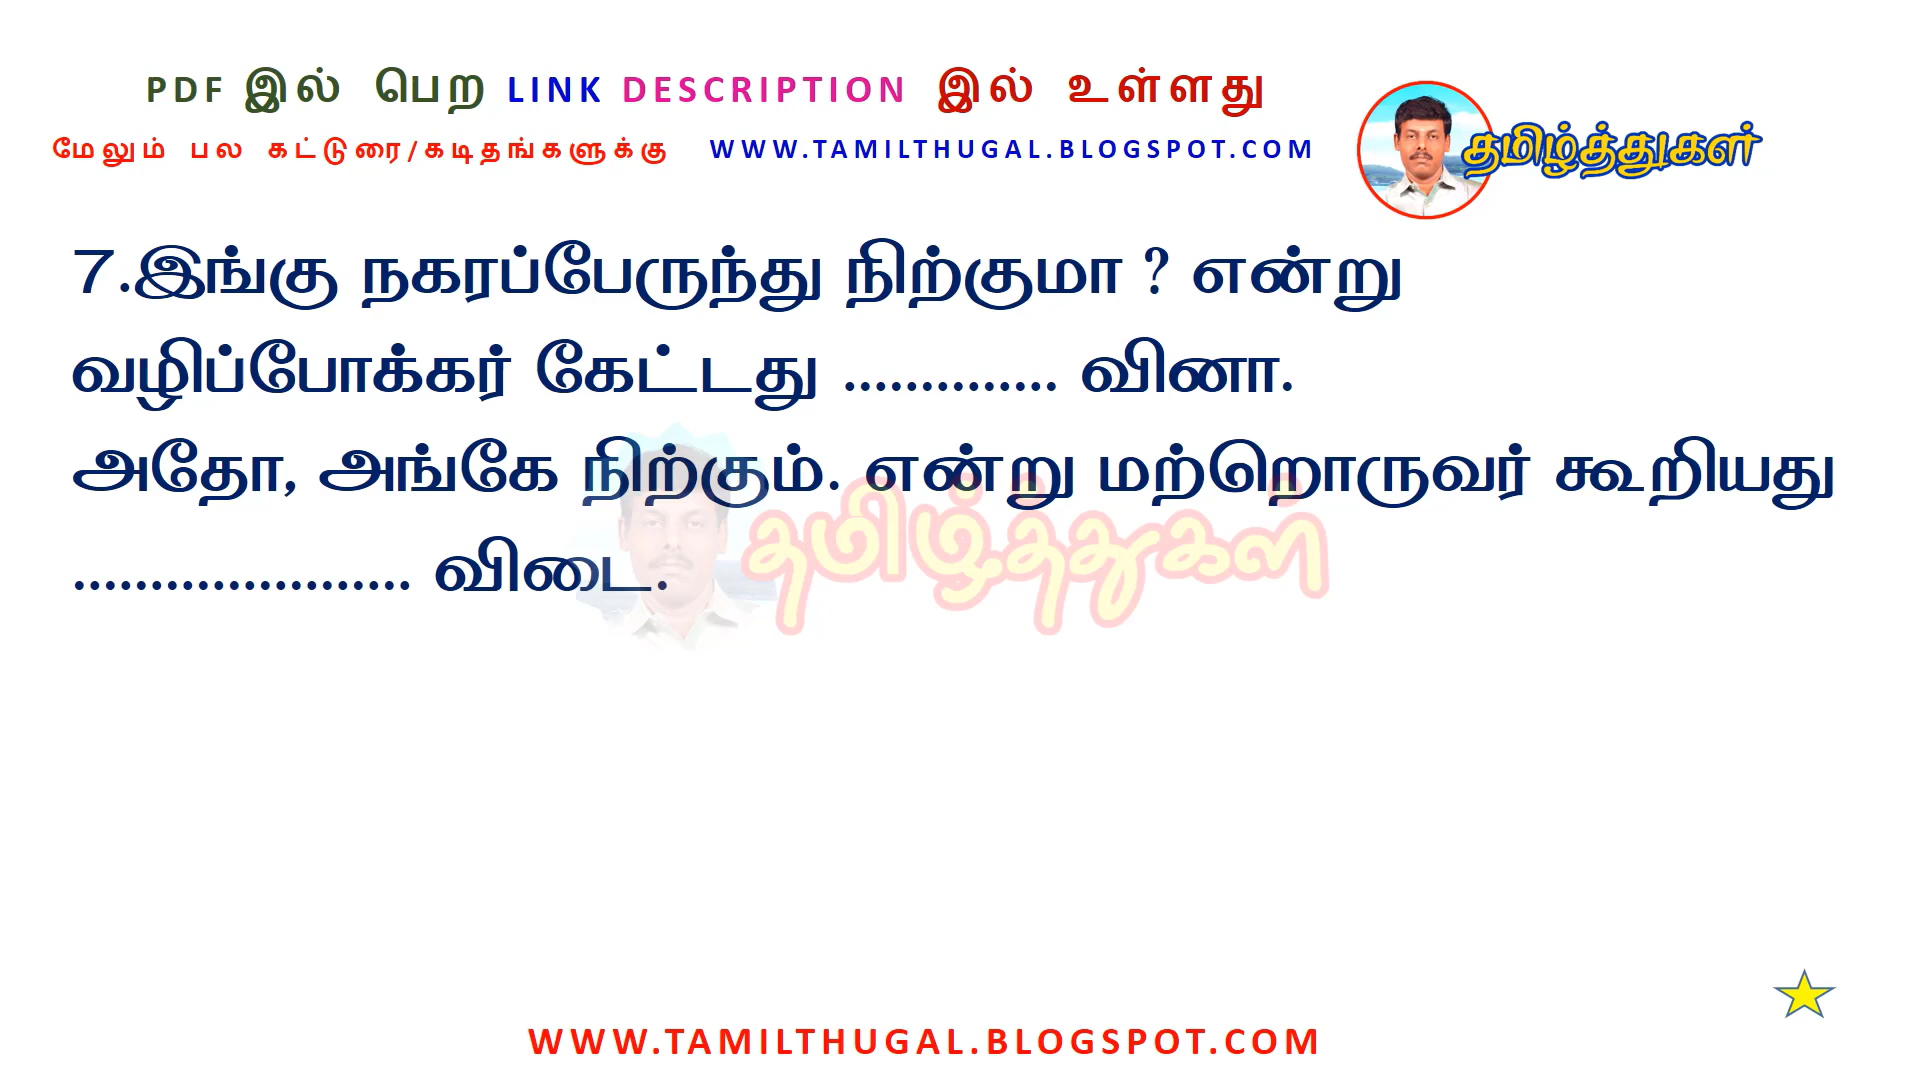 PDF இல் பெற LINK DESCRIPTION இல் உள்ளது
மேலும் பல கட்டுரை/கடிதங்களுக்கு WWW.TAMILTHUGAL.BLOGSPOT.COM
தமிழ்த்துகள்
7.இங்கு நகரப்பேருந்து நிற்குமா ? என்று
வழிப்போக்கர் கேட்டது .............. வினா.
அதோ, அங்கே நிற்கும். என்று மற்றொருவர் கூறியது
...................... விடை.
தமிழ்த்துகள்
WWW.TAMILTHUGAL.BLOGSPOT.COM